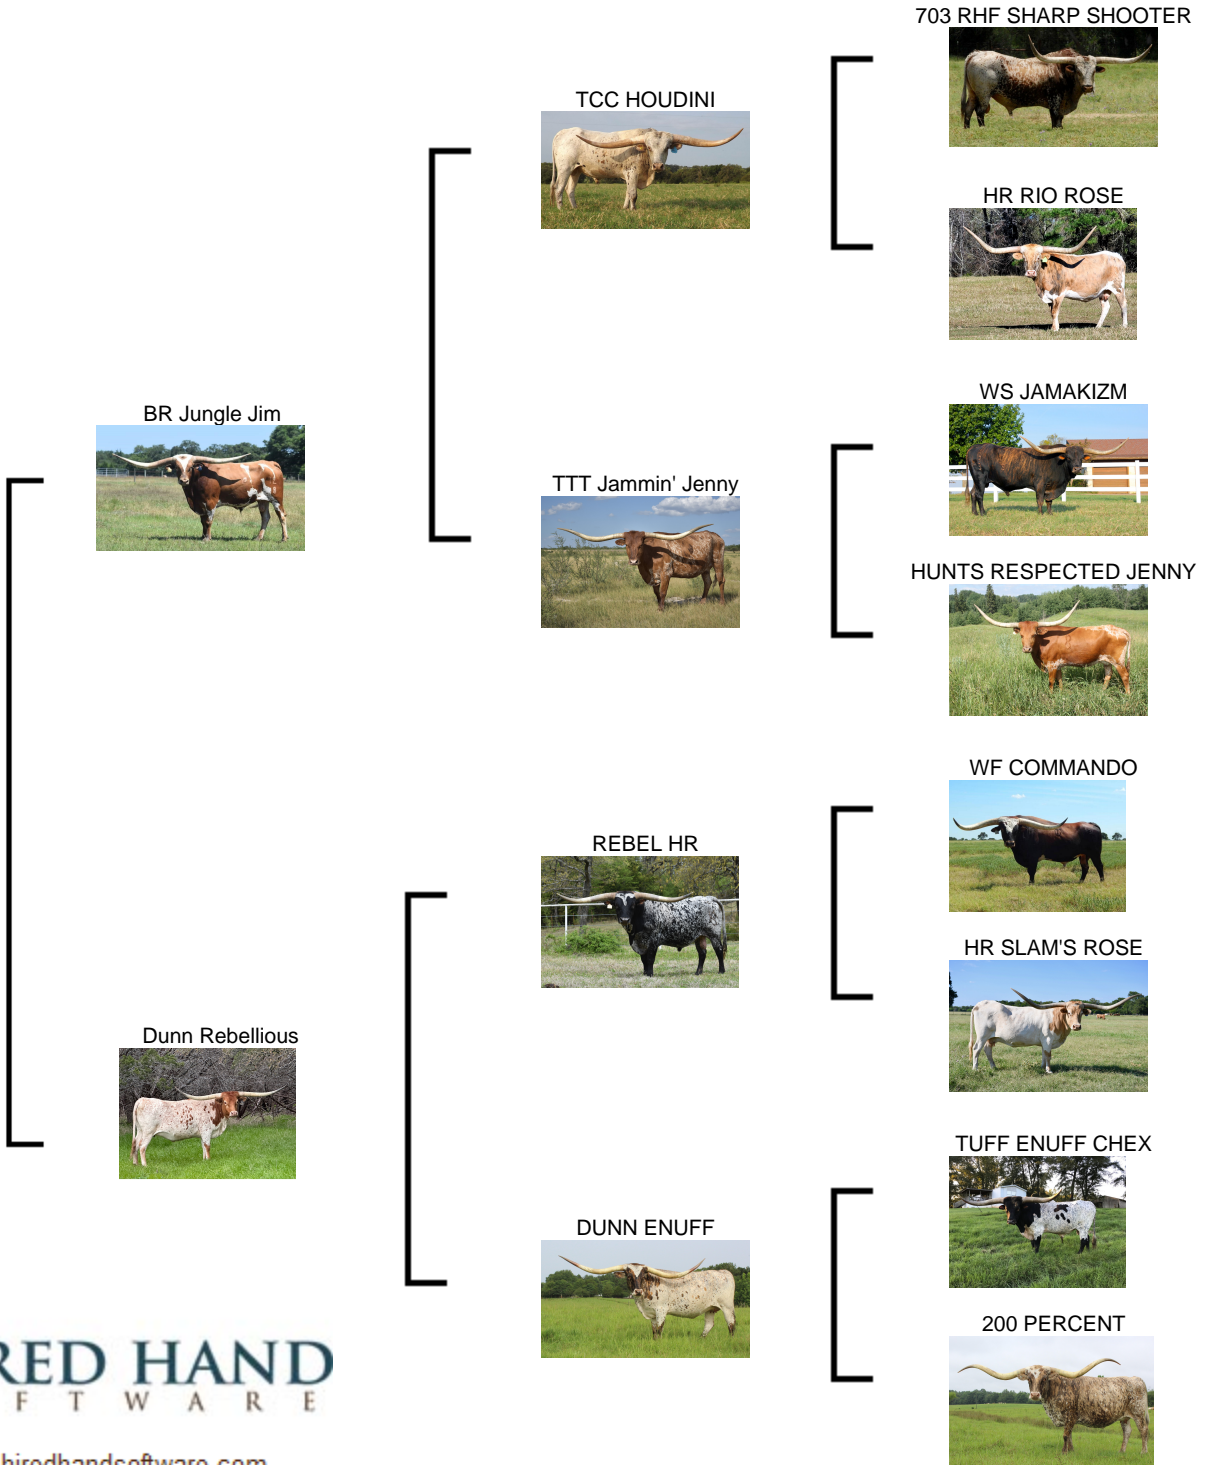 703 RHF SHARP SHOOTER
TCC HOUDINI
HR RIO ROSE
WS JAMAKIZM
BR Jungle Jim
TTT Jammin' Jenny
HUNTS RESPECTED JENNY
WF COMMANDO
REBEL HR
HR SLAM'S ROSE
Dunn Rebellious
TUFF ENUFF CHEX
DUNN ENUFF
200 PERCENT
RED HAND
F T W A R E
hiredhandsoftware.com